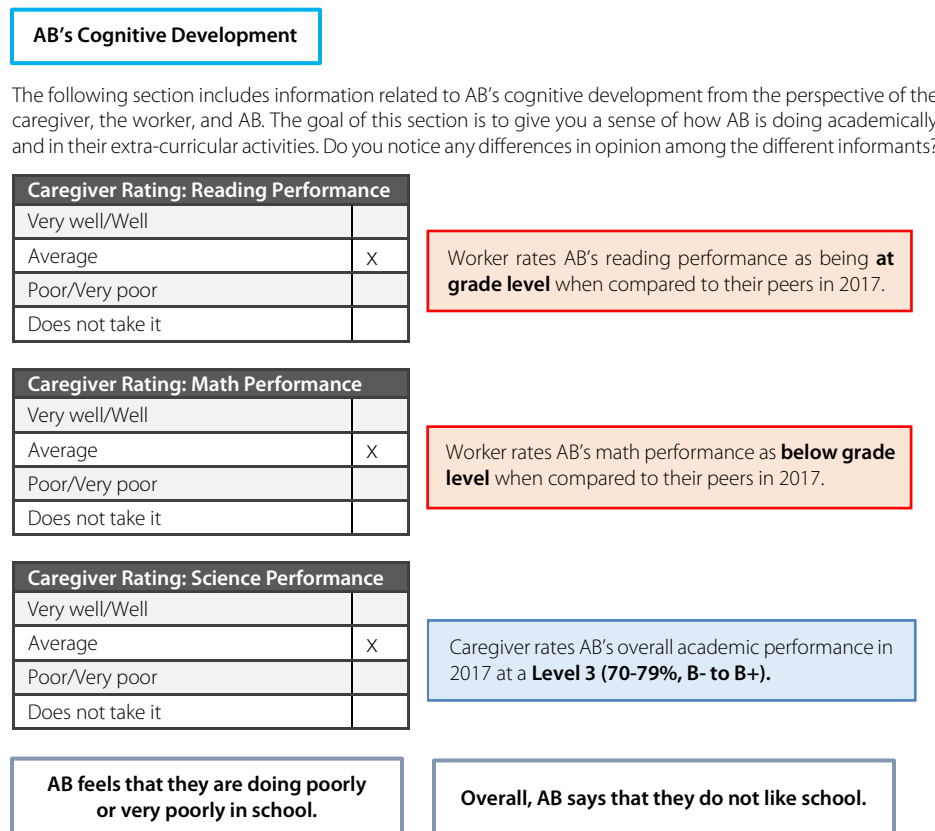 AB's Cognitive Development
The following section includes information related to AB's cognitive development from the perspective of the
caregiver, the worker, and AB. The goal of this section is to give you a sense of how AB is doing academically
and in their extra-curricular activities. Do you notice any differences in opinion among the different informants?
Caregiver Rating: Reading Performance
Very well/Well
Average X
Poor/Very poor
Does not take it
Worker rates AB's reading performance as being at
grade level when compared to their peers in 2017.
Caregiver Rating: Math Performance
Very well/Well
Average X
Poor/Very poor
Does not take it
Worker rates AB's math performance as below grade
level when compared to their peers in 2017.
Caregiver Rating: Science Performance
Very well/Well
Average X
Poor/Very poor
Does not take it
Caregiver rates AB's overall academic performance in
2017 at a Level 3 (70-79%, B- to B+).
AB feels that they are doing poorly
or very poorly in school.
Overall, AB says that they do not like school.